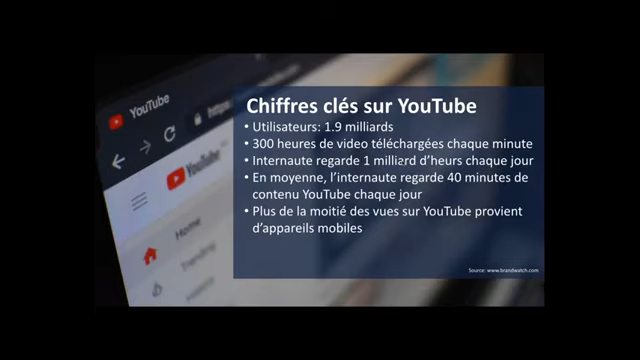 YouTube
https:
YouTube
Home
Trending
Chiffres clés sur YouTube
• Utilisateurs: 1.9 milliards
• 300 heures de video téléchargées chaque minute
• Internaute regarde 1 milliard d'heurs chaque jour
• En moyenne, l'internaute regarde 40 minutes de
contenu YouTube chaque jour
• Plus de la moitié des vues sur YouTube provient
d'appareils mobiles
Source: www.brandwatch.com